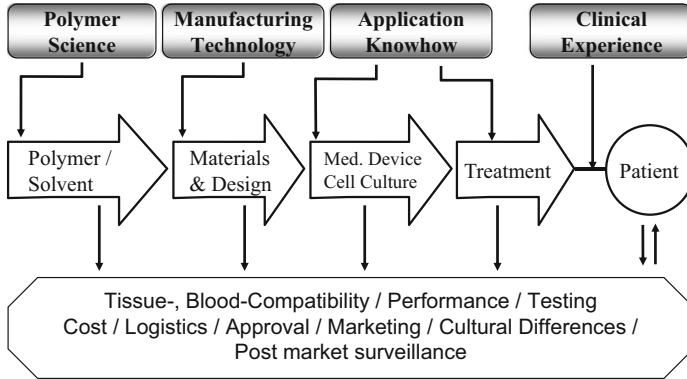 Polymer
Science
Manufacturing
Technology
Application
Knowhow
Clinical
Experience
Polymer /
Solvent
Materials
& Design
Med. Device
Cell Culture
Treatment
Patient
Tissue-, Blood-Compatibility / Performance / Testing
Cost / Logistics / Approval / Marketing / Cultural Differences /
Post market surveillance